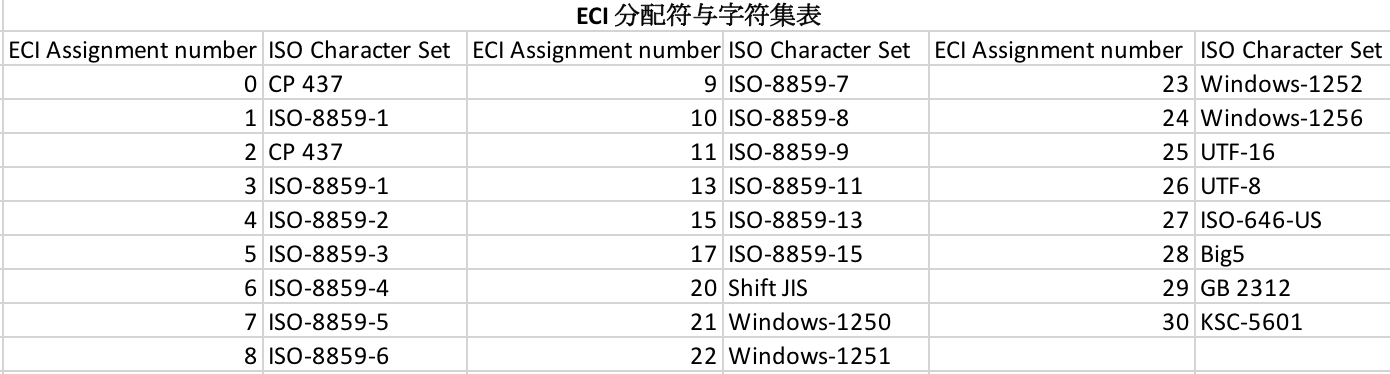 ECI 分配符与字符集表
ECI Assignment number ISO Character Set ECI Assignment number ISO Character Set ECI Assignment number ISO Character Set
0 CP 437 9 ISO-8859-7 23 Windows-1252
1 ISO-8859-1 10 ISO-8859-8 24 Windows-1256
2 CP 437 11 ISO-8859-9 25 UTF-16
3 ISO-8859-1 13 ISO-8859-11 26 UTF-8
4 ISO-8859-2 15 ISO-8859-13 27 ISO-646-US
5 ISO-8859-3 17 ISO-8859-15 28 Big5
6 ISO-8859-4 20 Shift JIS 29 GB 2312
7 ISO-8859-5 21 Windows-1250 30 KSC-5601
8 ISO-8859-6 22 Windows-1251